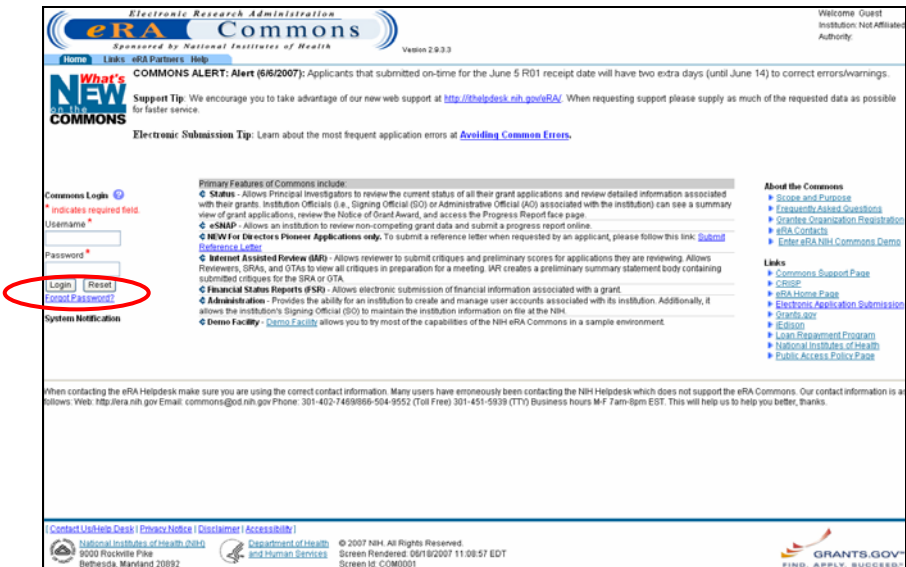 Electronic Research Administration
eRA Commons
Sponsored by National Institutes of Health
Version 2.9.3.3
Welcome Guest
Institution: Not Affiliated
Authority:
Home Links eRA Partners Help
What's NEW on the COMMONS
COMMONS ALERT: Alert (6/6/2007): Applicants that submitted on-time for the June 5 R01 receipt date will have two extra days (until June 14) to correct errors/warnings.
Support Tip: We encourage you to take advantage of our new web support at http://ithelpdesk.nih.gov/eRA/. When requesting support please supply as much of the requested data as possible
for faster service.
Electronic Submission Tip: Learn about the most frequent application errors at Avoiding Common Errors.
Commons Login
* indicates required field.
Username *
Password *
Login Reset
Forgot Password?
System Notification
Primary Features of Commons include:
Status - Allows Principal Investigators to review the current status of all their grant applications and review detailed information associated
with their grants. Institution Officials (i.e., Signing Official (SO) or Administrative Official (AO) associated with the institution) can see a summary
view of grant applications, review the Notice of Grant Award, and access the Progress Report face page.
eSNAP - Allows an institution to review non-competing grant data and submit a progress report online.
NEW For Directors Pioneer Applications only. To submit a reference letter when requested by an applicant, please follow this link: Submit
Reference Letter
Internet Assisted Review (IAR) - Allows reviewer to submit critiques and preliminary scores for applications they are reviewing. Allows
Reviewers, SRAs, and GTAs to view all critiques in preparation for a meeting. IAR creates a preliminary summary statement body containing
submitted critiques for the SRA or GTA.
Financial Status Reports (FSR) - Allows electronic submission of financial information associated with a grant.
Administration - Provides the ability for an institution to create and manage user accounts associated with its institution. Additionally, it
allows the institution's Signing Official (SO) to maintain the institution information on file at the NIH.
Demo Facility - Demo Facility allows you to try most of the capabilities of the NIH eRA Commons in a sample environment.
About the Commons
Scope and Purpose
Frequently Asked Questions
Grantee Organization Registration
eRA Contacts
Enter eRA NIH Commons Demo
Links
Commons Support Page
CRISP
eRA Home Page
Electronic Application Submission
Grants.gov
iEdison
Loan Repayment Program
National Institutes of Health
Public Access Policy Page
When contacting the eRA Helpdesk make sure you are using the correct contact information. Many users have erroneously been contacting the NIH Helpdesk which does not support the eRA Commons. Our contact information is as
follows: Web: http://era.nih.gov Email: commons@od.nih.gov Phone: 301-402-7469/866-504-9552 (Toll Free) 301-451-5939 (TTY) Business hours M-F 7am-8pm EST. This will help us to help you better, thanks.
[ Contact Us/Help Desk | Privacy Notice | Disclaimer | Accessibility ]
National Institutes of Health (NIH)
9000 Rockville Pike
Bethesda, Maryland 20892
Department of Health
and Human Services
© 2007 NIH. All Rights Reserved.
Screen Rendered: 06/18/2007 11:08:57 EDT
Screen Id: COM0001
GRANTS.GOV℠
FIND. APPLY. SUCCEED.℠